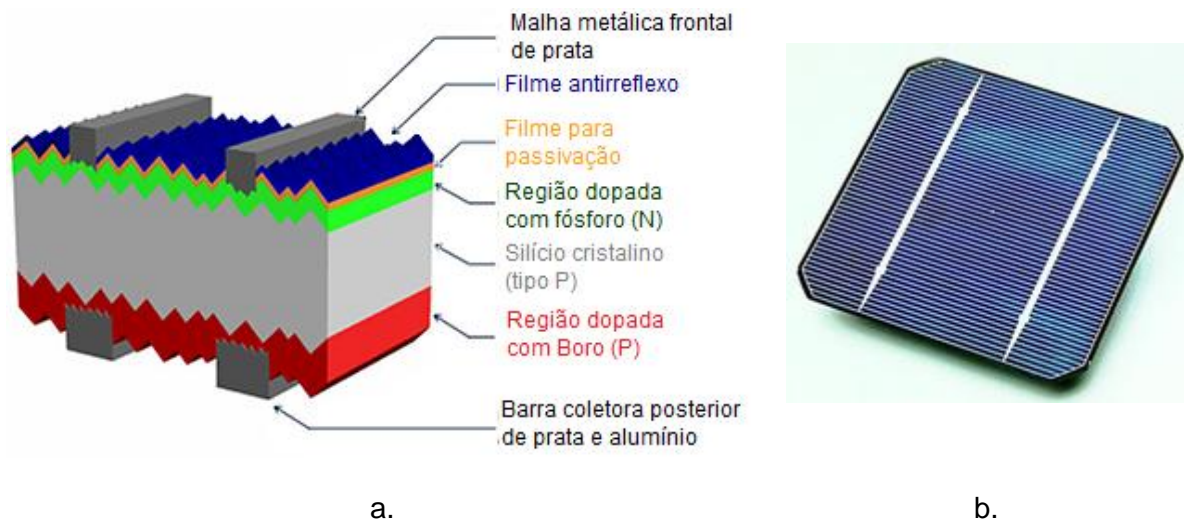 Malha metálica frontal
de prata
Filme antirreflexo
Filme para
passivação
Região dopada
com fósforo (N)
Silício cristalino
(tipo P)
Região dopada
com Boro (P)
Barra coletora posterior
de prata e alumínio
a.
b.